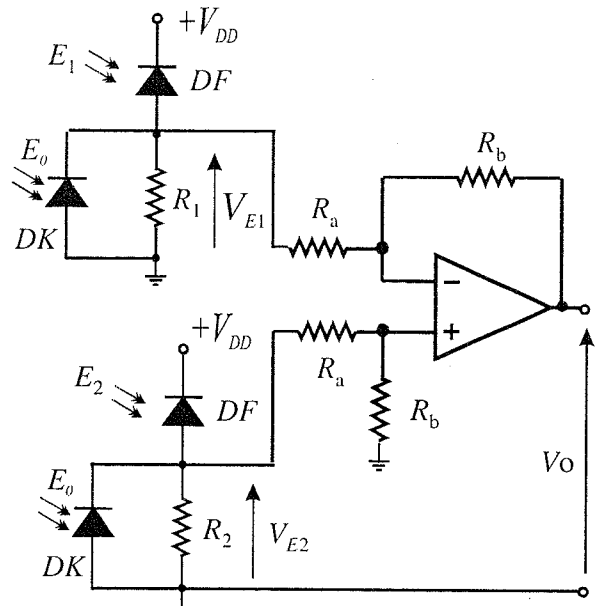 +V_DD
E_1
DF
E_0
DK
R_1
V_E1
R_a
R_b
+V_DD
E_2
DF
E_0
DK
R_2
V_E2
R_a
R_b
−
+
Vo